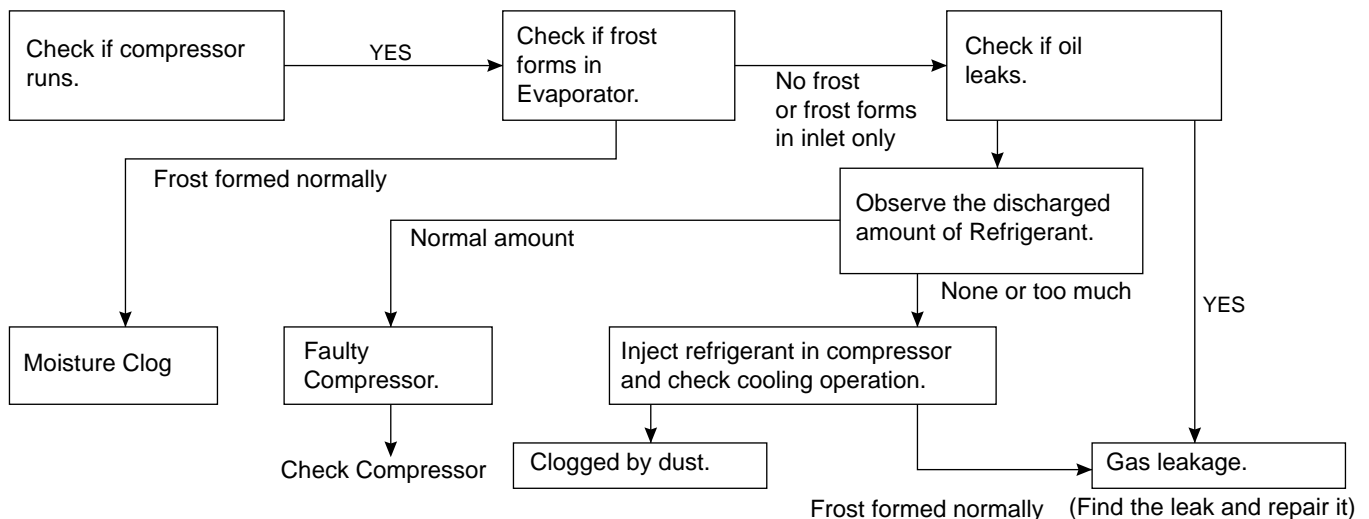 Check if compressor
runs.
YES
Check if frost
forms in
Evaporator.
No frost
or frost forms
in inlet only
Check if oil
leaks.
Frost formed normally
Observe the discharged
amount of Refrigerant.
Normal amount
None or too much
YES
Moisture Clog
Faulty
Compressor.
Inject refrigerant in compressor
and check cooling operation.
Check Compressor
Clogged by dust.
Gas leakage.
Frost formed normally
(Find the leak and repair it)